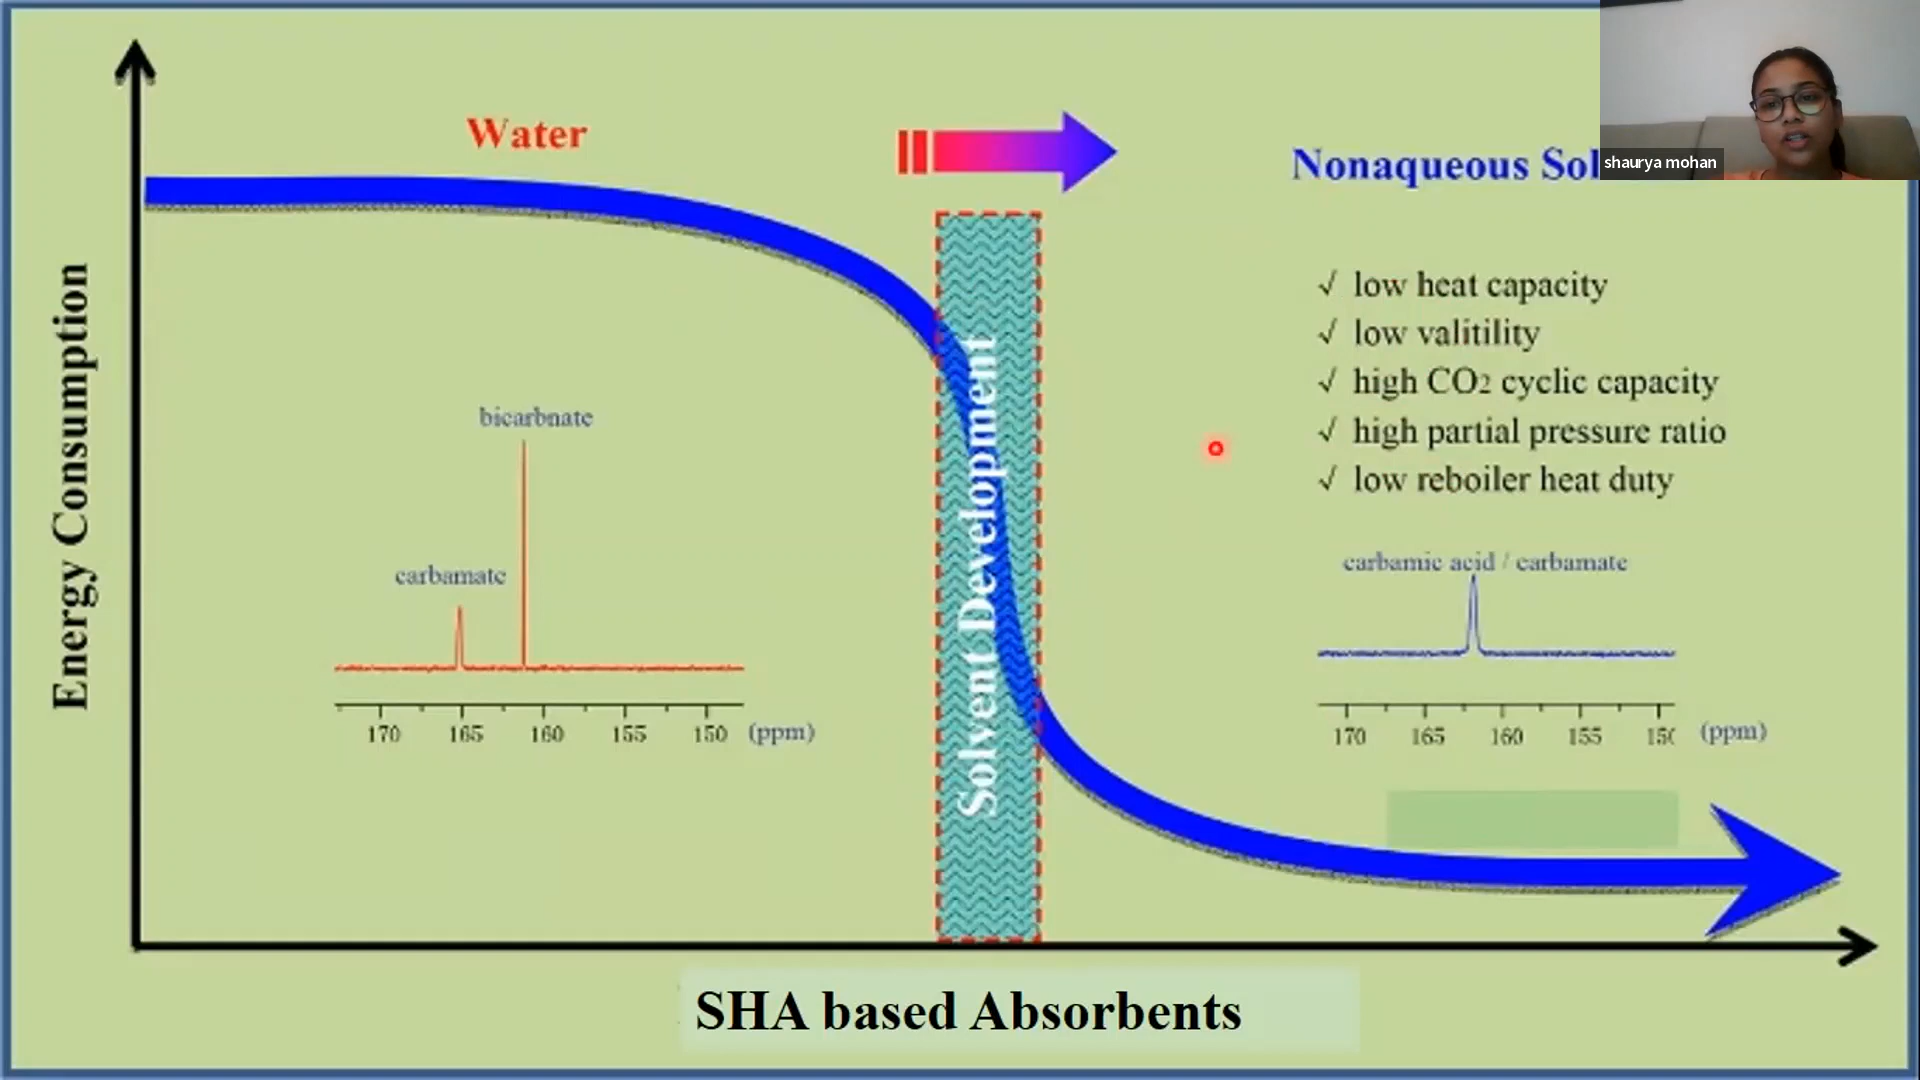 Water
Nonaqueous Sol
shaurya mohan
Energy Consumption
Solvent Development
√ low heat capacity
√ low valitility
√ high CO2 cyclic capacity
√ high partial pressure ratio
√ low reboiler heat duty
bicarbnate
carbamate
170 165 160 155 150 (ppm)
carbamic acid / carbamate
170 165 160 155 150 (ppm)
SHA based Absorbents